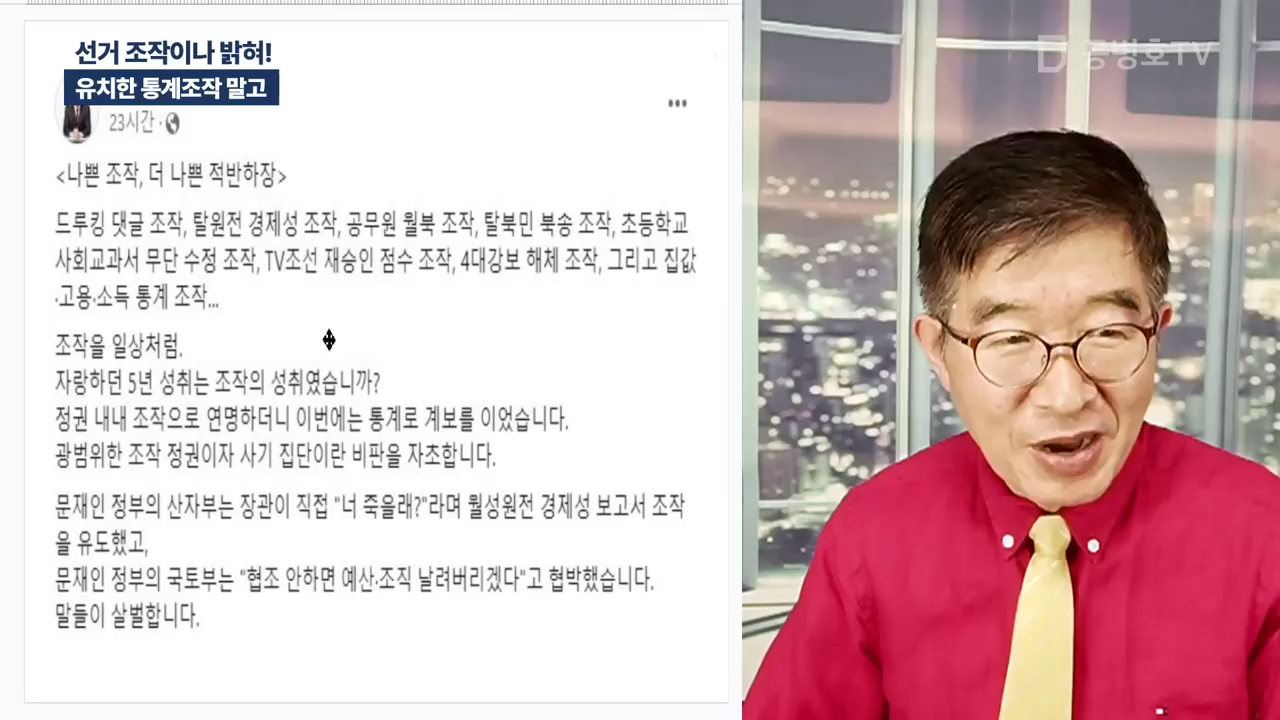 선거 조작이나 밝혀!
유치한 통계조작 말고
23시간 ·
<나쁜 조작, 더 나쁜 적반하장>
드루킹 댓글 조작, 탈원전 경제성 조작, 공무원 월북 조작, 탈북민 북송 조작, 초등학교
사회교과서 무단 수정 조작, TV조선 재승인 점수 조작, 4대강보 해체 조작, 그리고 집값
·고용·소득 통계 조작...
조작을 일상처럼.
자랑하던 5년 성취는 조작의 성취였습니까?
정권 내내 조작으로 연명하더니 이번에는 통계로 계보를 이었습니다.
광범위한 조작 정권이자 사기 집단이란 비판을 자초합니다.
문재인 정부의 산자부는 장관이 직접 "너 죽을래?"라며 월성원전 경제성 보고서 조작
을 유도했고,
문재인 정부의 국토부는 "협조 안하면 예산·조직 날려버리겠다"고 협박했습니다.
말들이 살벌합니다.
공병호TV